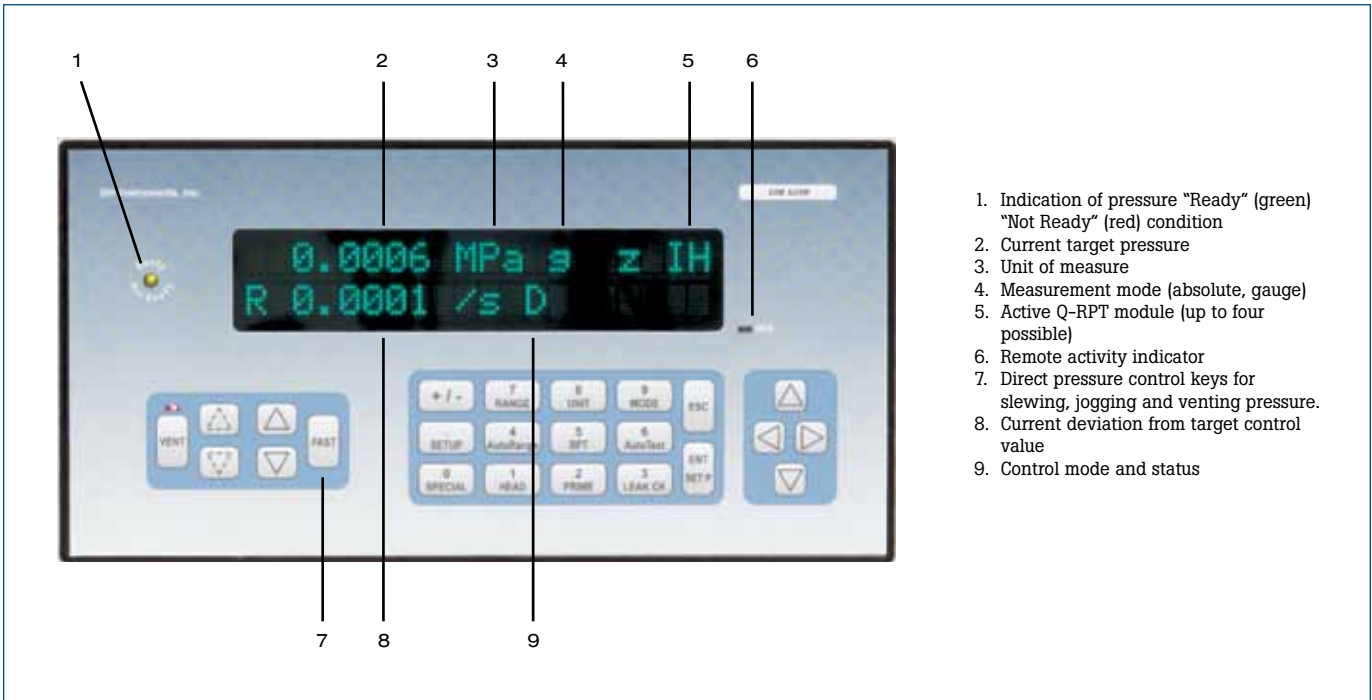 1 2 3 4 5 6
DH Instruments, Inc.
0.0006 MPa g z IH
R 0.0001 /s D
VENT
FAST
+ / -
7 RANGE
8 UNIT
9 MODE
ESC
SETUP
4 AutoRange
5 RPT
6 AutoTest
ENT
SET P
0 SPECIAL
1 HEAD
2 PRIME
3 LEAK CK
7 8 9
1. Indication of pressure “Ready” (green)
“Not Ready” (red) condition
2. Current target pressure
3. Unit of measure
4. Measurement mode (absolute, gauge)
5. Active Q-RPT module (up to four
possible)
6. Remote activity indicator
7. Direct pressure control keys for
slewing, jogging and venting pressure.
8. Current deviation from target control
value
9. Control mode and status